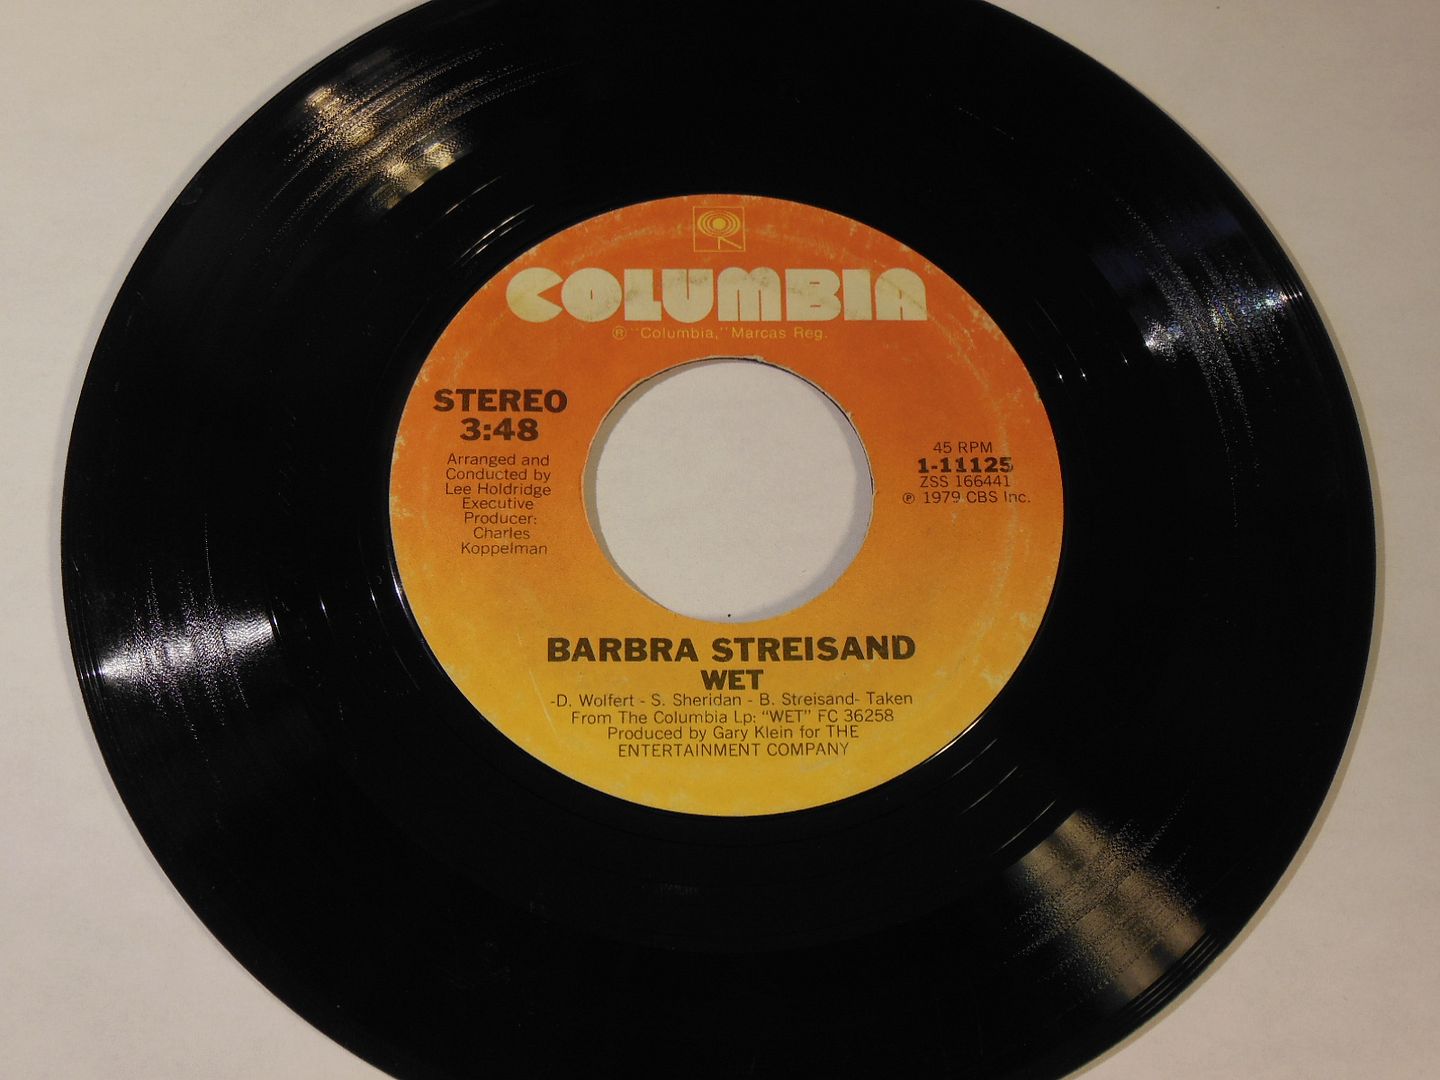 COLUMBIA
® "Columbia," Marcas Reg.
STEREO
3:48
Arranged and
Conducted by
Lee Holdridge
Executive
Producer:
Charles
Koppelman
45 RPM
1-11125
ZSS 166441
℗ 1979 CBS Inc.
BARBRA STREISAND
WET
-D. Wolfert - S. Sheridan - B. Streisand- Taken
From The Columbia Lp: "WET" FC 36258
Produced by Gary Klein for THE
ENTERTAINMENT COMPANY